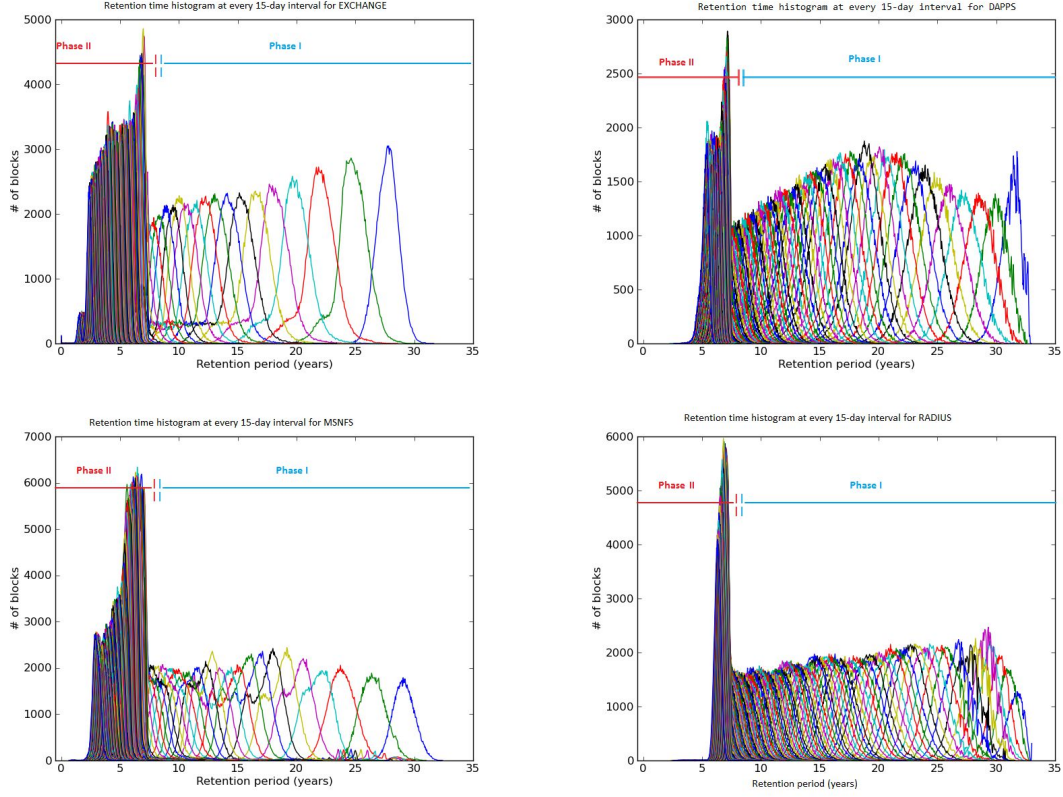 Retention time histogram at every 15-day interval for EXCHANGE
5000
4000
3000
2000
1000
0
# of blocks
Phase II
Phase I
0 5 10 15 20 25 30 35
Retention period (years)
Retention time histogram at every 15-day interval for DAPPS
3000
2500
2000
1500
1000
500
0
# of blocks
Phase II
Phase I
0 5 10 15 20 25 30 35
Retention period (years)
Retention time histogram at every 15-day interval for MSNFS
7000
6000
5000
4000
3000
2000
1000
0
# of blocks
Phase II
Phase I
0 5 10 15 20 25 30 35
Retention period (years)
Retention time histogram at every 15-day interval for RADIUS
6000
5000
4000
3000
2000
1000
0
# of blocks
Phase II
Phase I
0 5 10 15 20 25 30 35
Retention period (years)